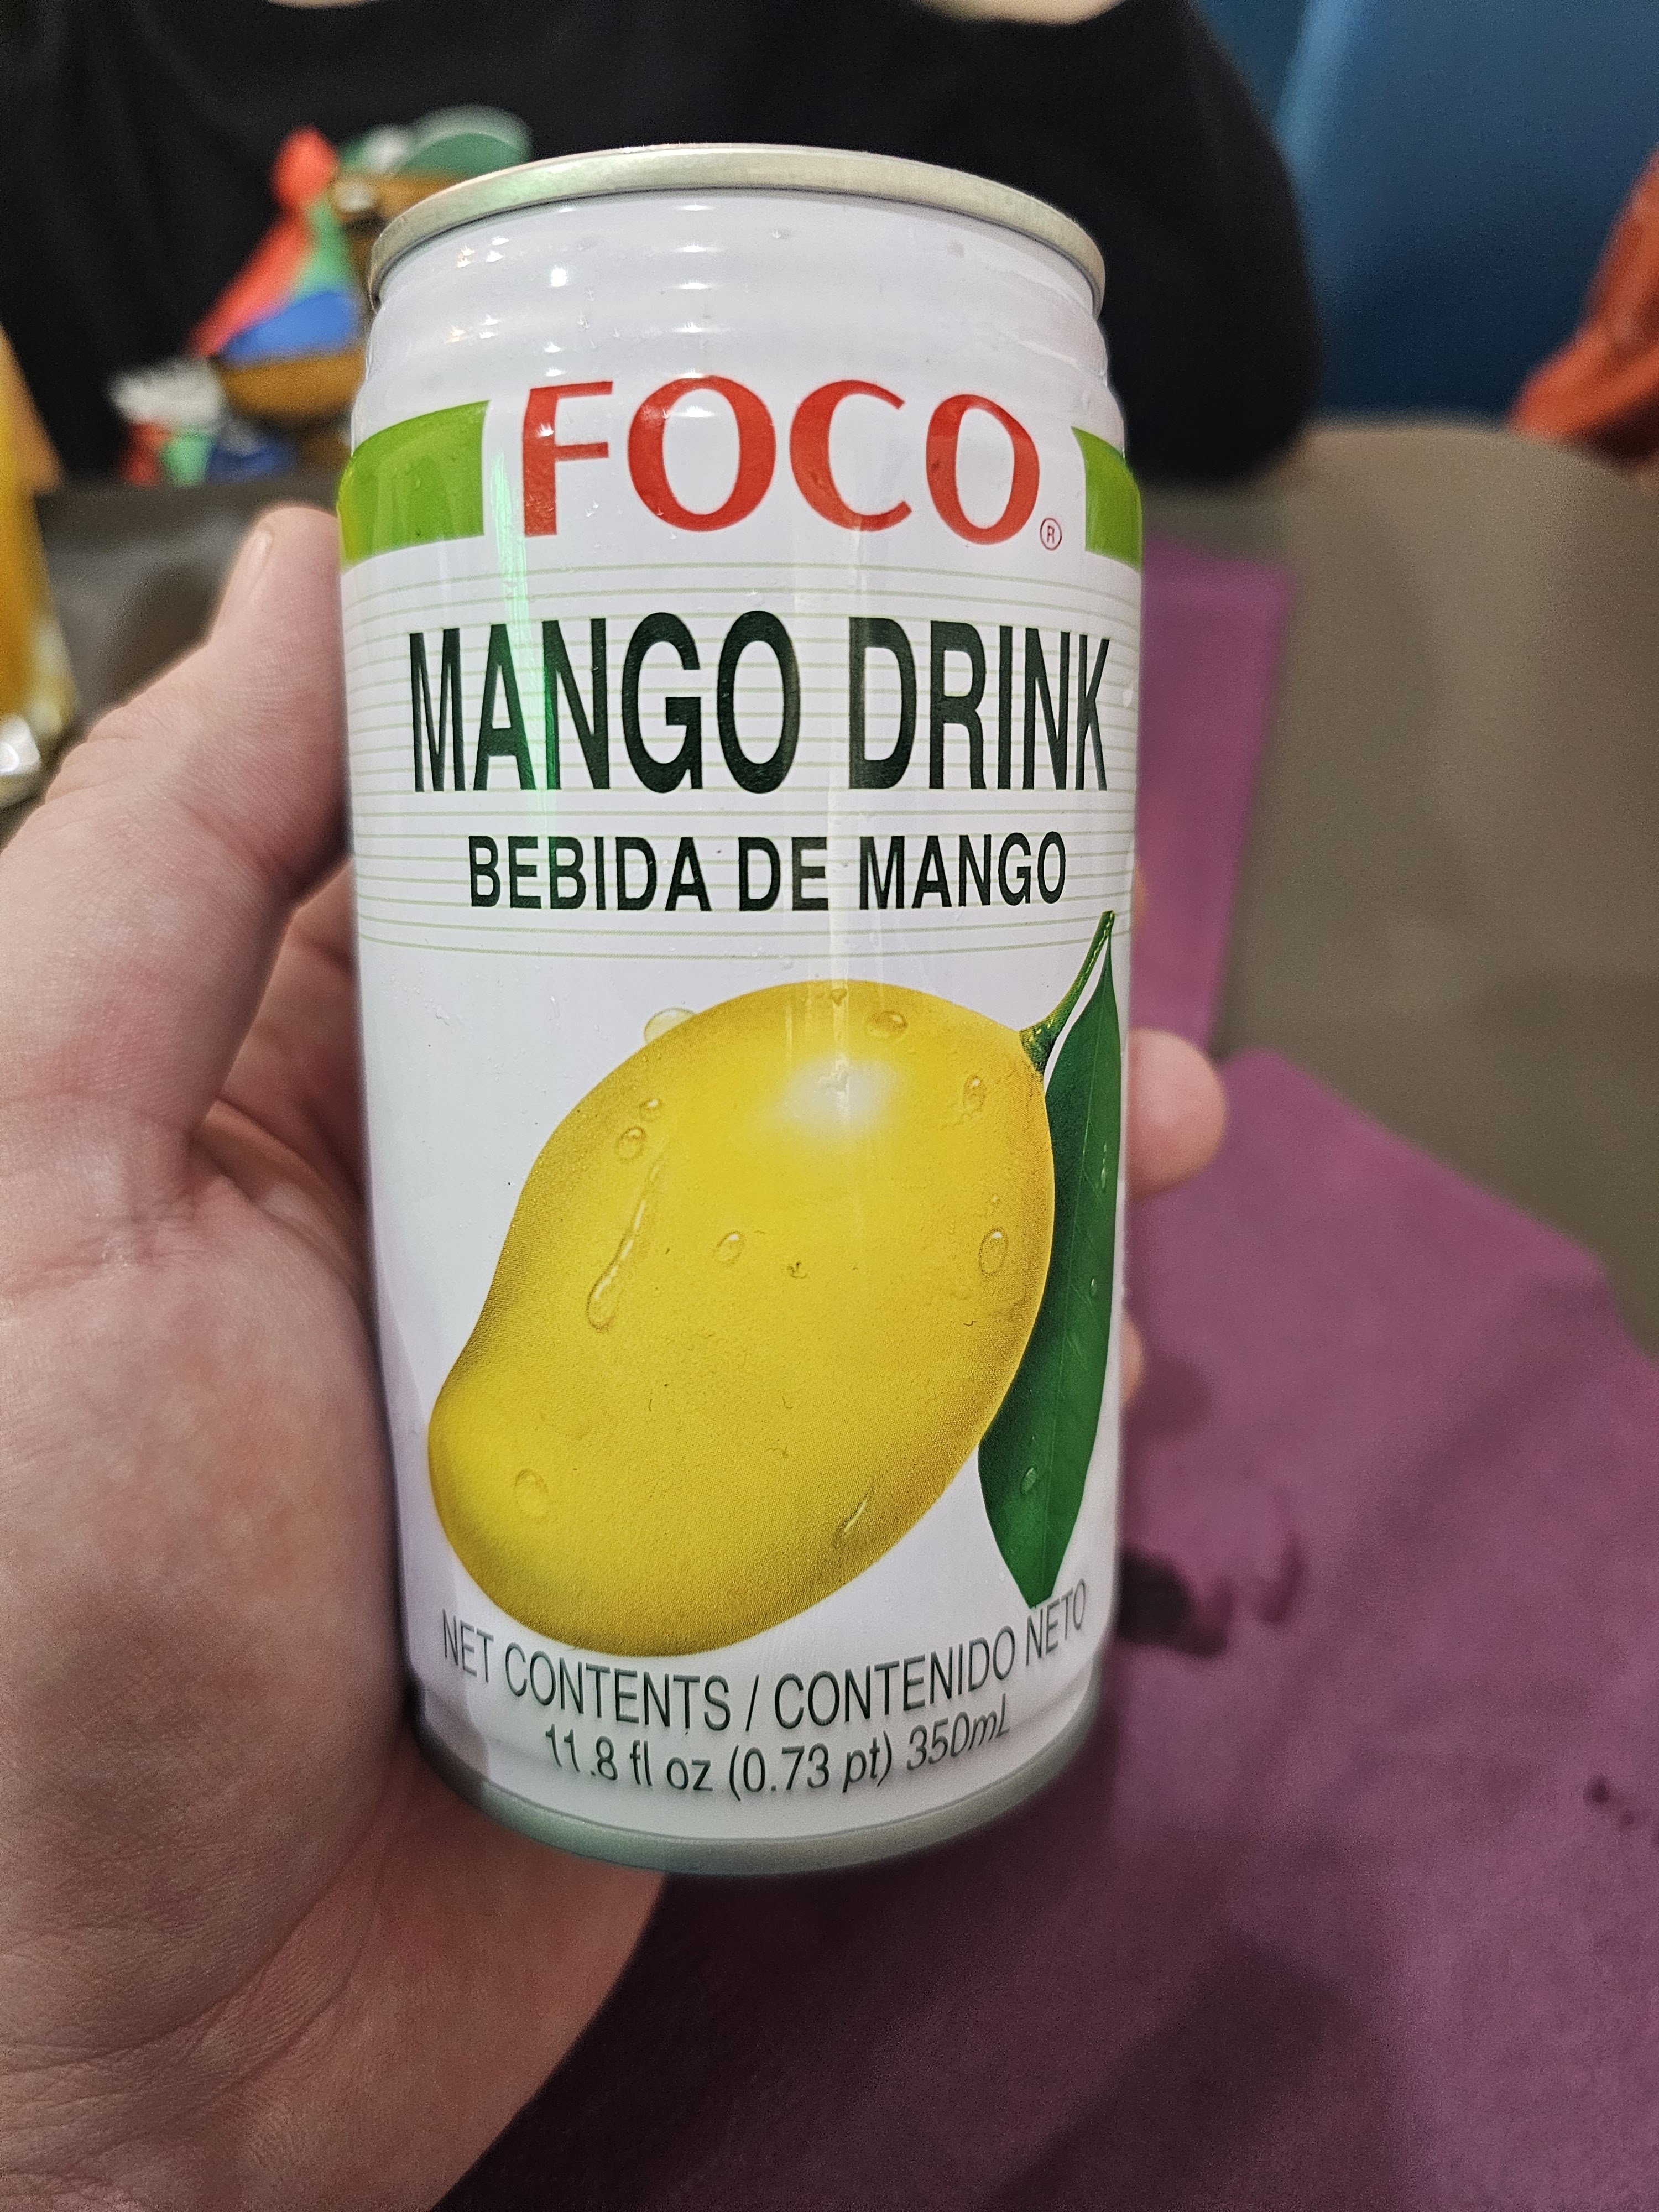 FOCO®
MANGO DRINK
BEBIDA DE MANGO
NET CONTENTS / CONTENIDO NETO
11.8 fl oz (0.73 pt) 350mL